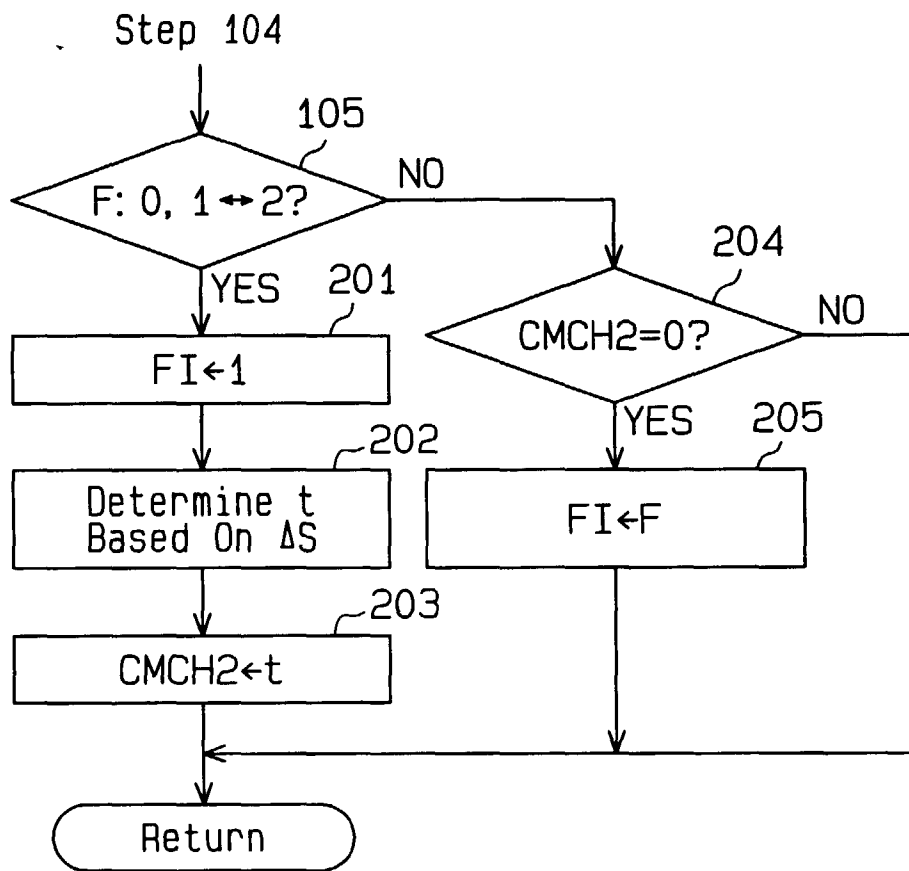 Step 104
105
F: 0, 1↔2?
NO
YES
201
FI←1
204
CMCH2=0?
NO
YES
202
Determine t
Based On ΔS
205
FI←F
203
CMCH2←t
Return